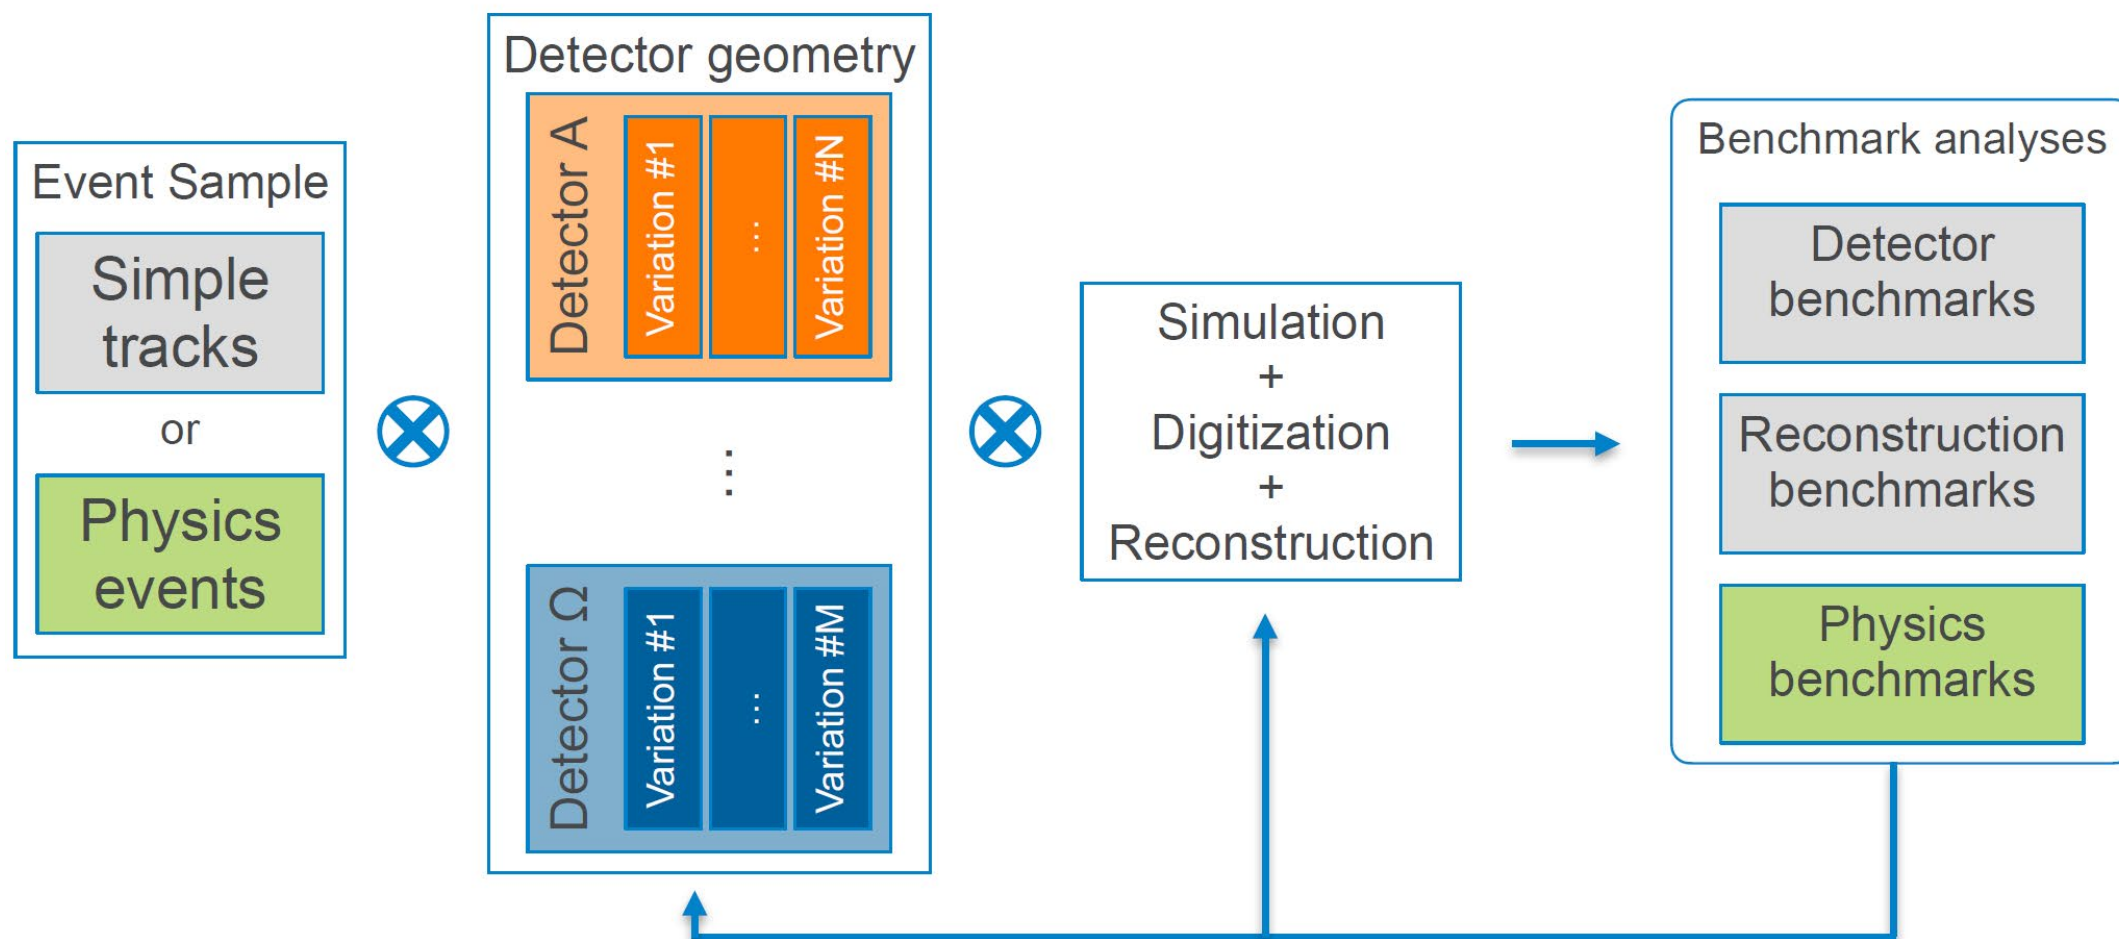 Event Sample
Simple
tracks
or
Physics
events
Detector geometry
Detector A
Variation #1
...
Variation #N
...
Detector Ω
Variation #1
...
Variation #M
Simulation
+
Digitization
+
Reconstruction
Benchmark analyses
Detector
benchmarks
Reconstruction
benchmarks
Physics
benchmarks